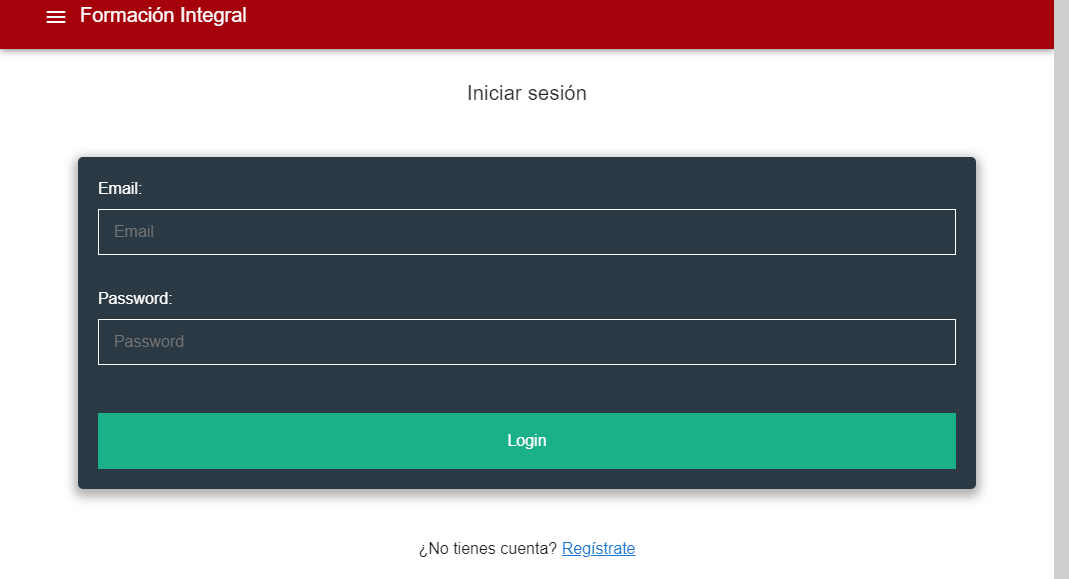 Formación Integral
Iniciar sesión
Email:
Email
Password:
Password
Login
¿No tienes cuenta? Regístrate